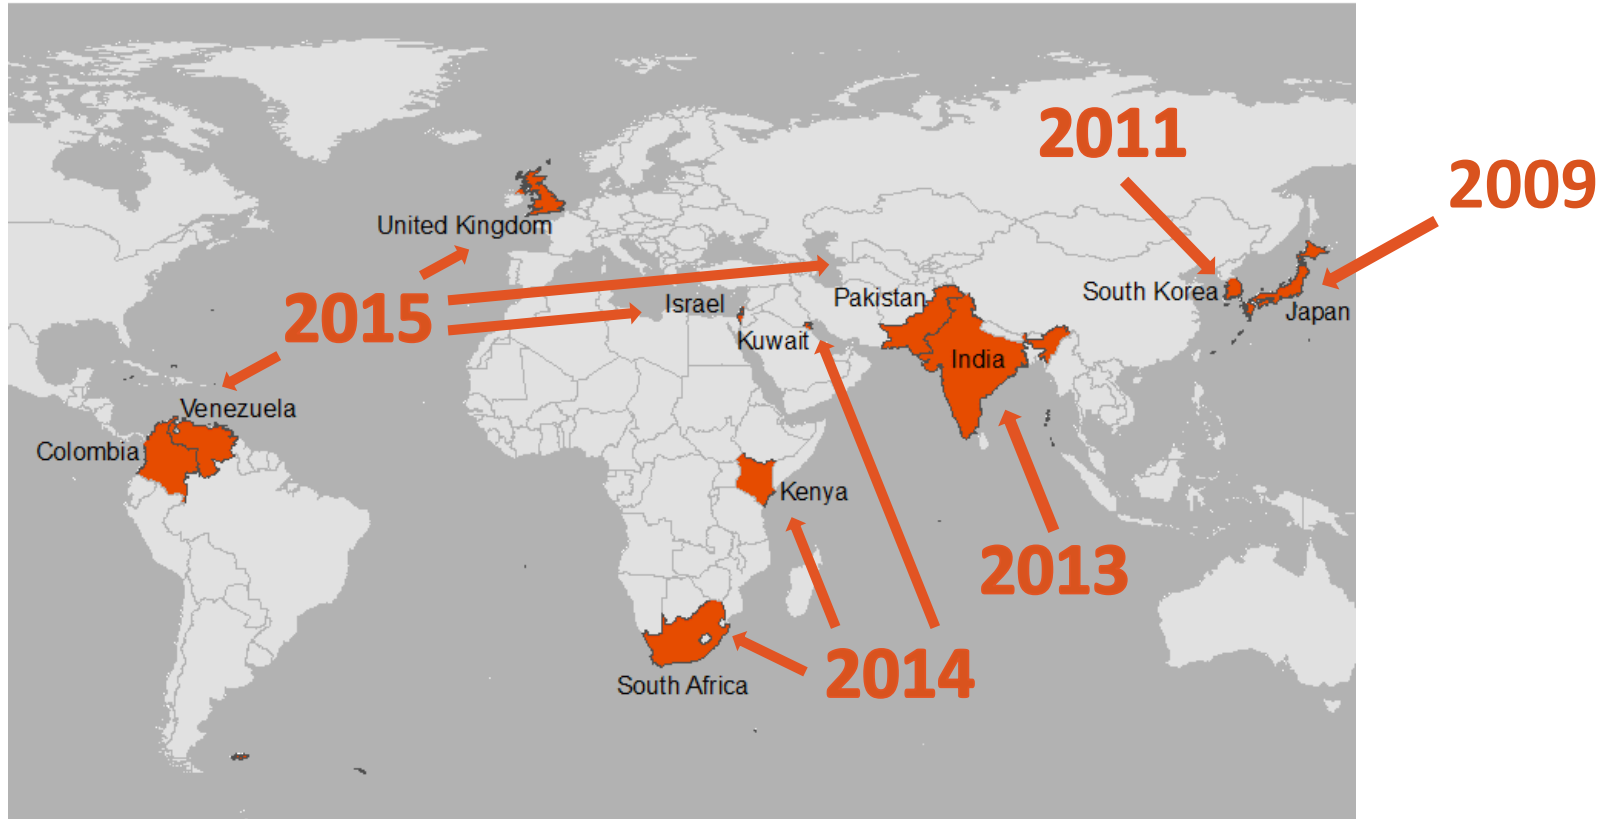 2011
2009
United Kingdom
2015
Israel
Pakistan
South Korea
Japan
Kuwait
India
Venezuela
Colombia
Kenya
2013
2014
South Africa